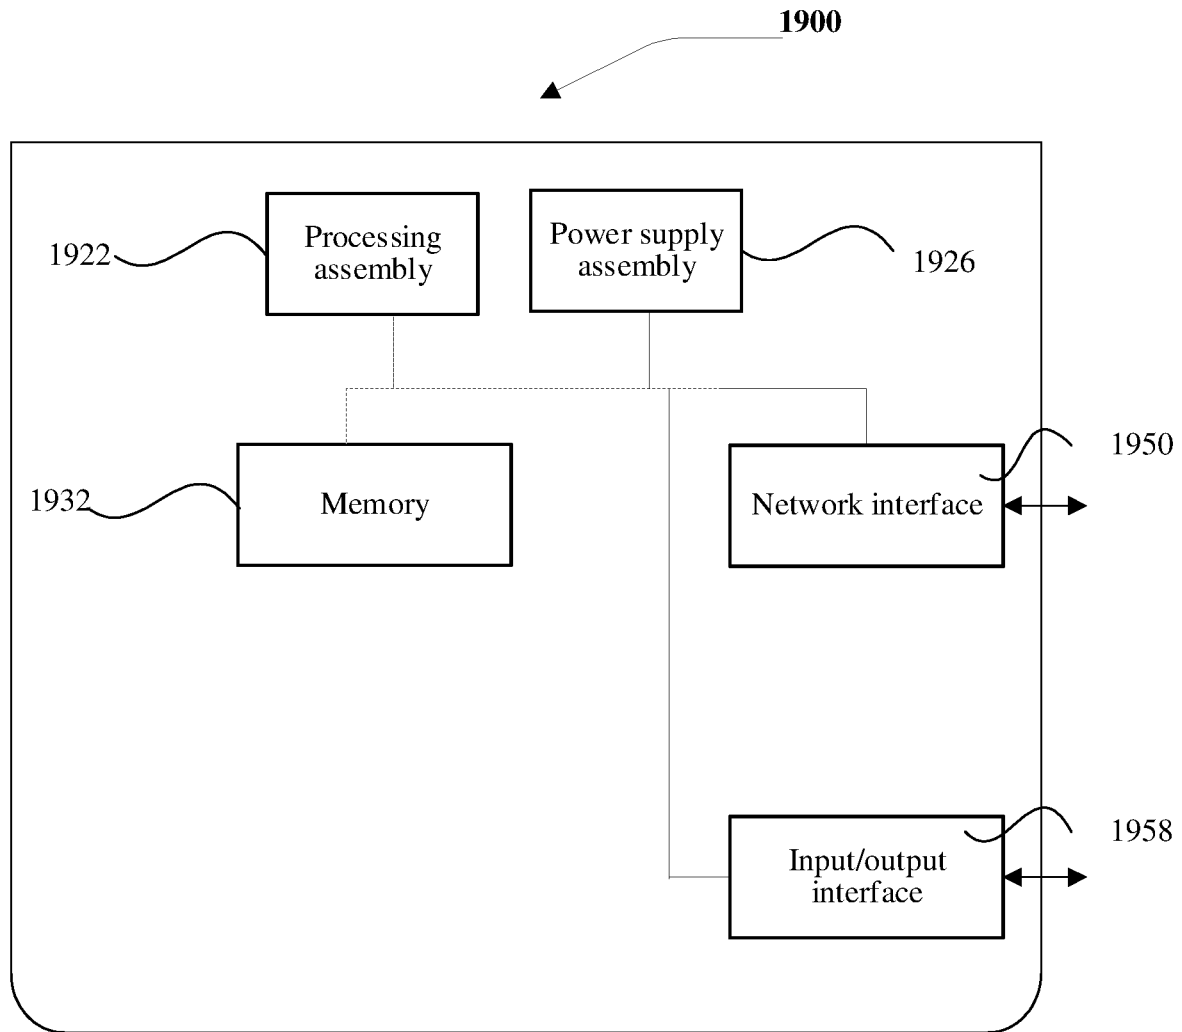 1900
1922
Processing
assembly
Power supply
assembly
1926
1932
Memory
Network interface
1950
Input/output
interface
1958